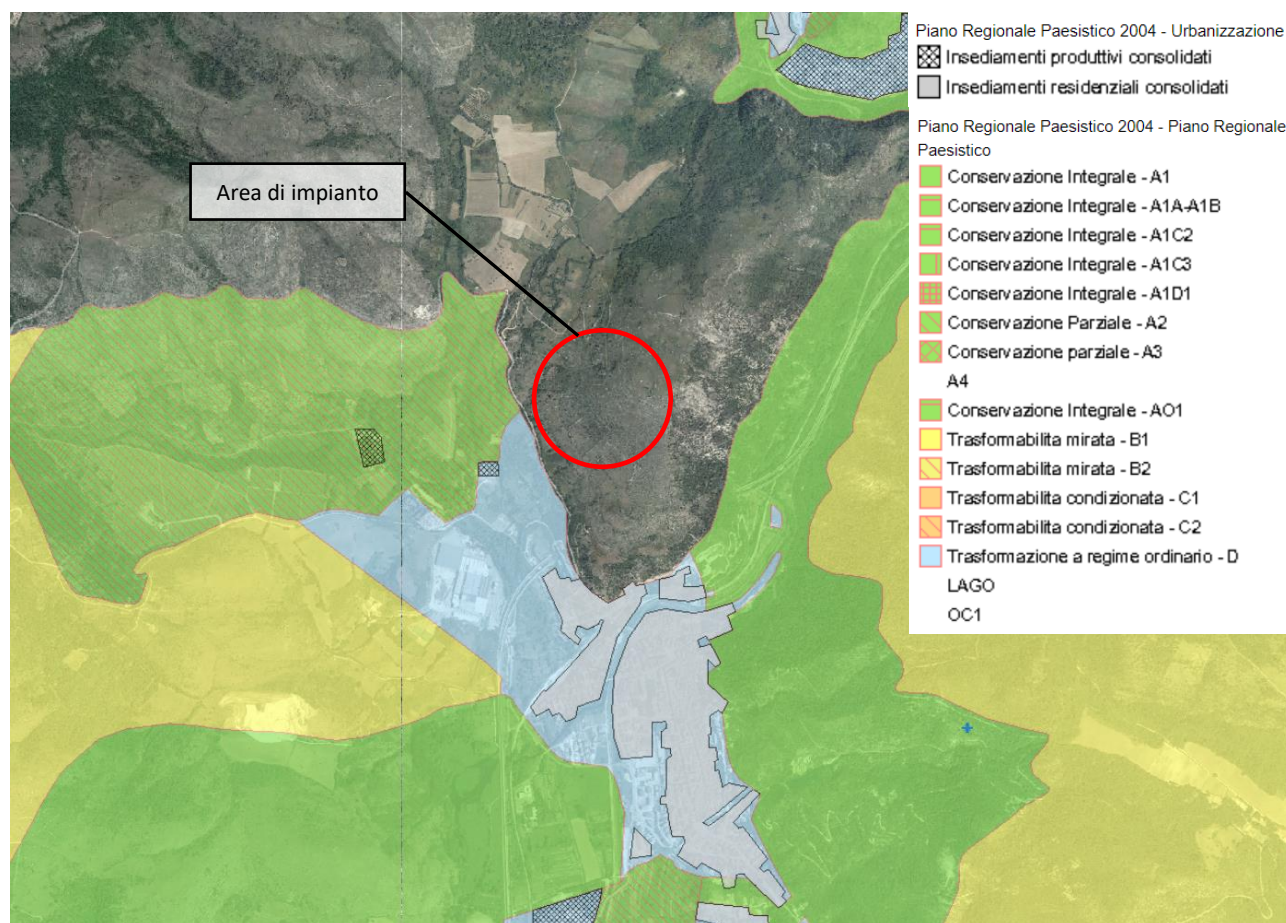 Area di impianto
Piano Regionale Paesistico 2004 - Urbanizzazione
Insediamenti produttivi consolidati
Insediamenti residenziali consolidati
Piano Regionale Paesistico 2004 - Piano Regionale
Paesistico
Conservazione Integrale - A1
Conservazione Integrale - A1A-A1B
Conservazione Integrale - A1C2
Conservazione Integrale - A1C3
Conservazione Integrale - A1D1
Conservazione Parziale - A2
Conservazione parziale - A3
A4
Conservazione Integrale - AO1
Trasformabilita mirata - B1
Trasformabilita mirata - B2
Trasformabilita condizionata - C1
Trasformabilita condizionata - C2
Trasformazione a regime ordinario - D
LAGO
OC1